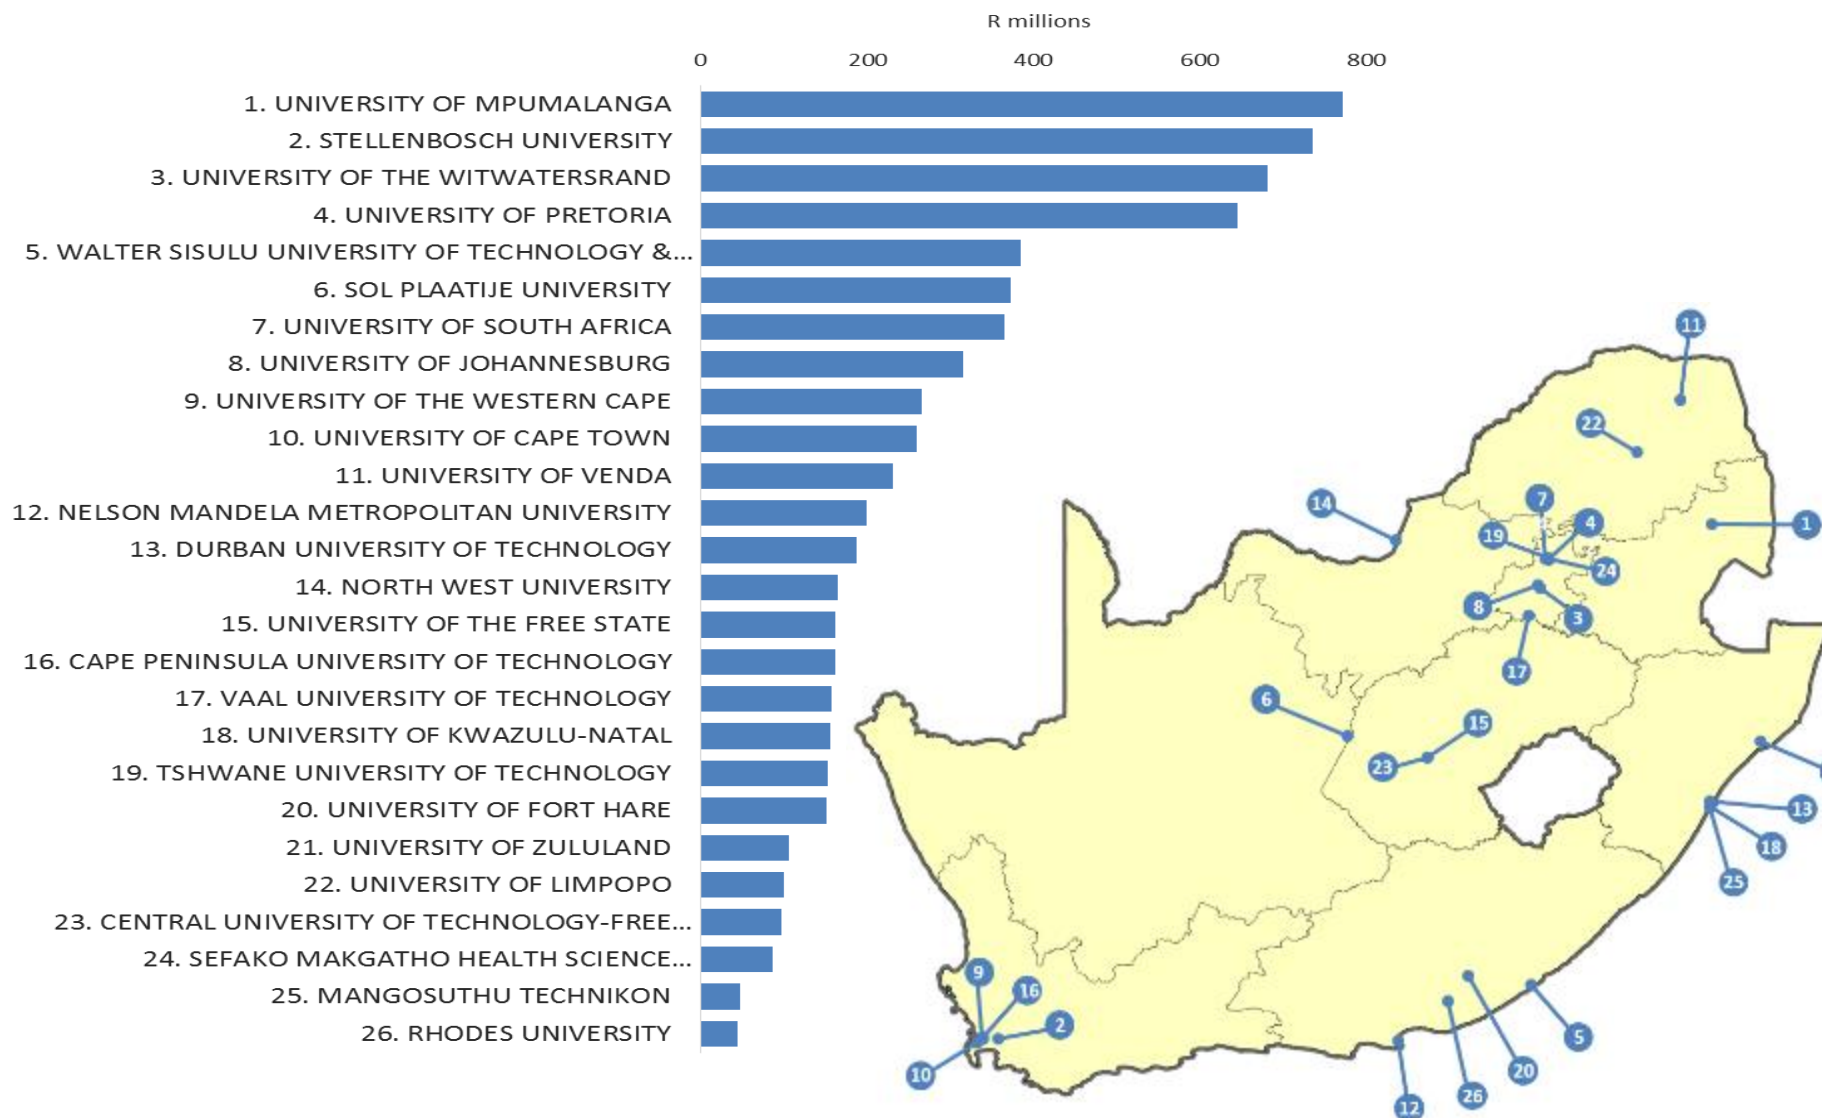 R millions
0 200 400 600 800
1. UNIVERSITY OF MPUMALANGA
2. STELLENBOSCH UNIVERSITY
3. UNIVERSITY OF THE WITWATERSRAND
4. UNIVERSITY OF PRETORIA
5. WALTER SISULU UNIVERSITY OF TECHNOLOGY &...
6. SOL PLAATIJE UNIVERSITY
7. UNIVERSITY OF SOUTH AFRICA
8. UNIVERSITY OF JOHANNESBURG
9. UNIVERSITY OF THE WESTERN CAPE
10. UNIVERSITY OF CAPE TOWN
11. UNIVERSITY OF VENDA
12. NELSON MANDELA METROPOLITAN UNIVERSITY
13. DURBAN UNIVERSITY OF TECHNOLOGY
14. NORTH WEST UNIVERSITY
15. UNIVERSITY OF THE FREE STATE
16. CAPE PENINSULA UNIVERSITY OF TECHNOLOGY
17. VAAL UNIVERSITY OF TECHNOLOGY
18. UNIVERSITY OF KWAZULU-NATAL
19. TSHWANE UNIVERSITY OF TECHNOLOGY
20. UNIVERSITY OF FORT HARE
21. UNIVERSITY OF ZULULAND
22. UNIVERSITY OF LIMPOPO
23. CENTRAL UNIVERSITY OF TECHNOLOGY-FREE...
24. SEFAKO MAKGATHO HEALTH SCIENCE...
25. MANGOSUTHU TECHNIKON
26. RHODES UNIVERSITY
11
22
7
14
4
1
19
24
8
3
17
6
15
23
13
18
25
9
16
2
5
20
10
26
12